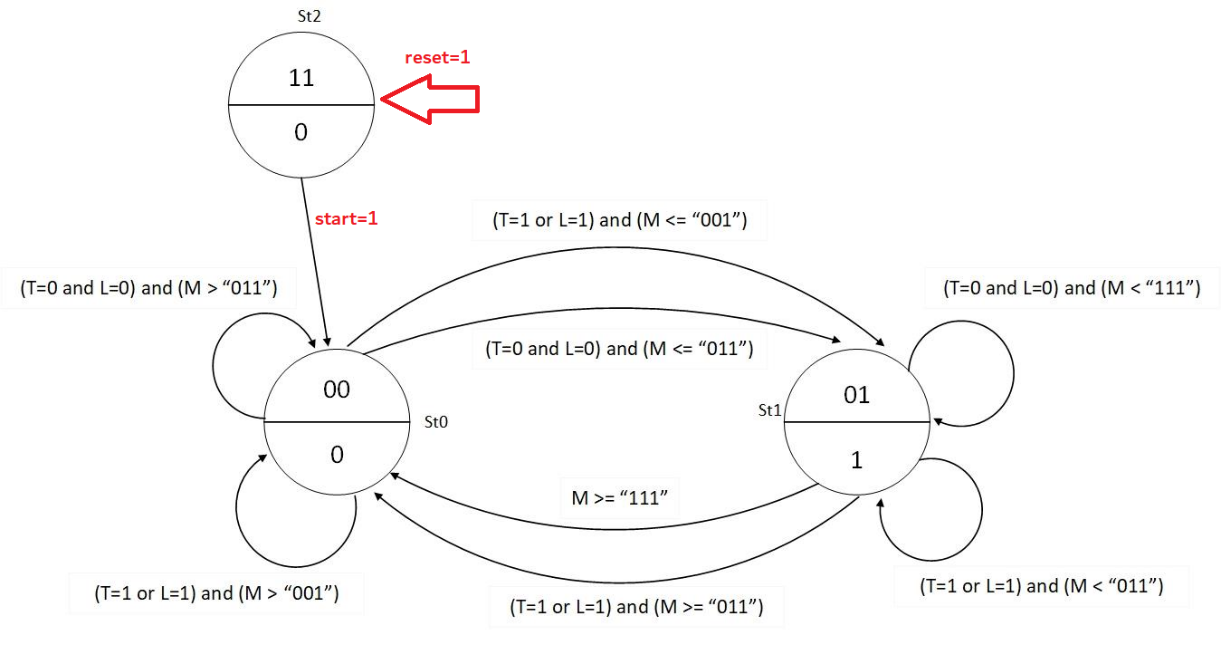 St2
reset=1
11
0
start=1
(T=1 or L=1) and (M <= “001”)
(T=0 and L=0) and (M > “011”)
(T=0 and L=0) and (M < “111”)
(T=0 and L=0) and (M <= “011”)
00
St0
0
St1
01
1
M >= “111”
(T=1 or L=1) and (M > “001”)
(T=1 or L=1) and (M >= “011”)
(T=1 or L=1) and (M < “011”)